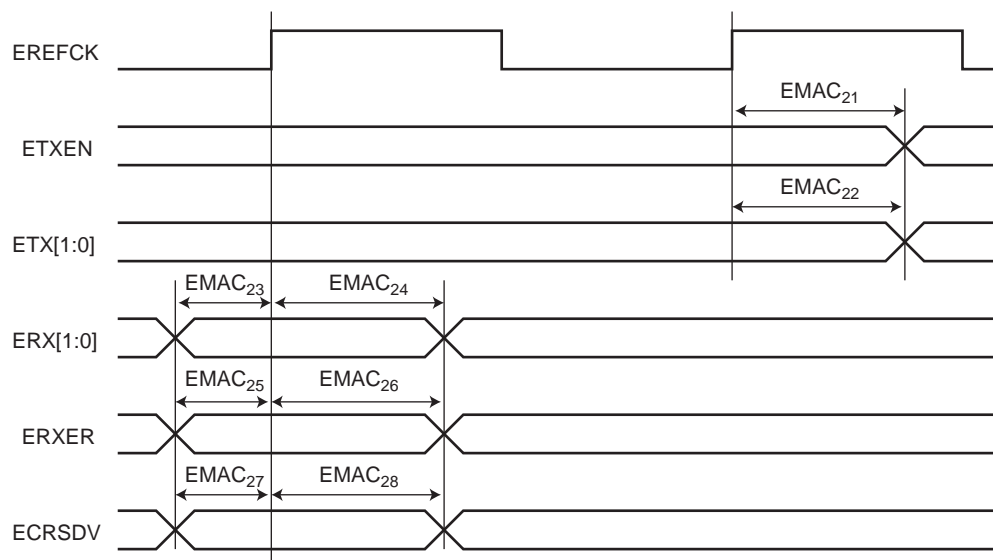 EREFCK
EMAC21
ETXEN
EMAC22
ETX[1:0]
EMAC23 EMAC24
ERX[1:0]
EMAC25 EMAC26
ERXER
EMAC27 EMAC28
ECRSDV